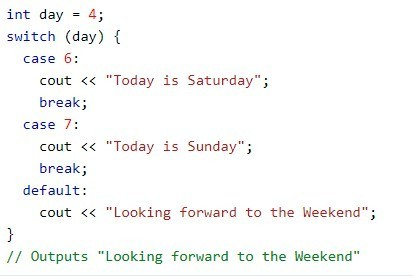 int day = 4;
switch (day) {
  case 6:
    cout << "Today is Saturday";
    break;
  case 7:
    cout << "Today is Sunday";
    break;
  default:
    cout << "Looking forward to the Weekend";
}
// Outputs "Looking forward to the Weekend"